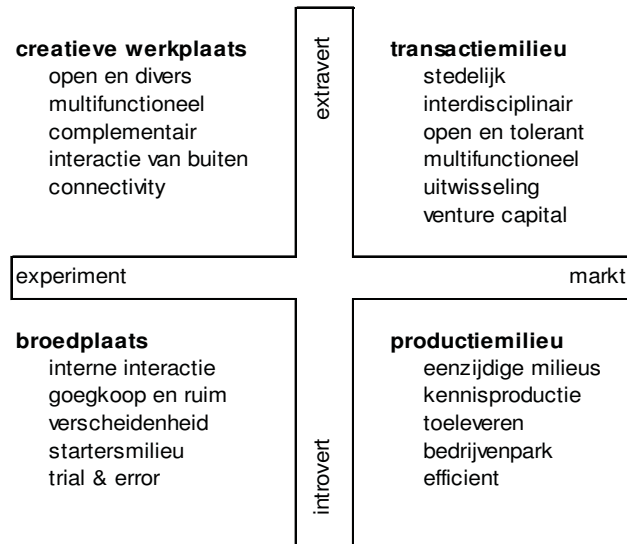 creatieve werkplaats
open en divers
multifunctioneel
complementair
interactie van buiten
connectivity
extravert
transactiemilieu
stedelijk
interdisciplinair
open en tolerant
multifunctioneel
uitwisseling
venture capital
experiment
markt
broedplaats
interne interactie
goegkoop en ruim
verscheidenheid
startersmilieu
trial & error
introvert
productiemilieu
eenzijdige milieus
kennisproductie
toeleveren
bedrijvenpark
efficient